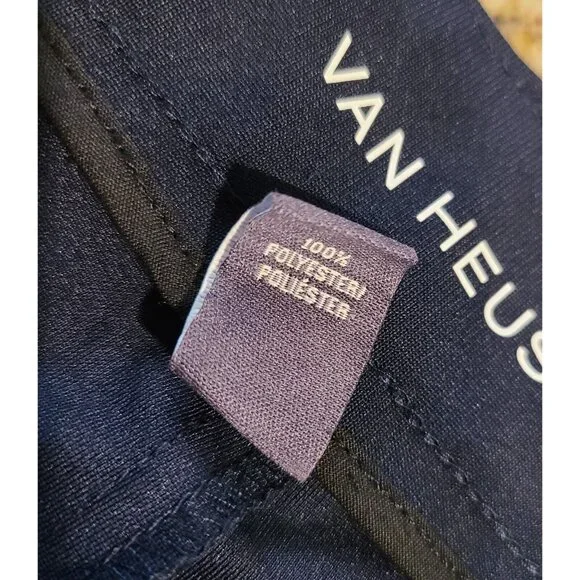 VAN HEUS
100%
POLYESTER/
POLIÉSTER